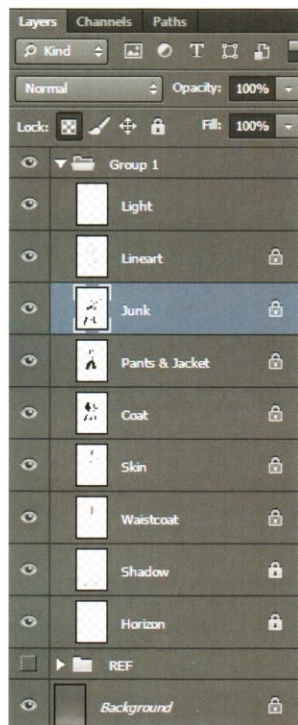 Layers Channels Paths
Kind T
Normal Opacity: 100%
Lock: Fill: 100%
Group 1
Light
Lineart
Junk
Pants & Jacket
Coat
Skin
Waistcoat
Shadow
Horizon
REF
Background